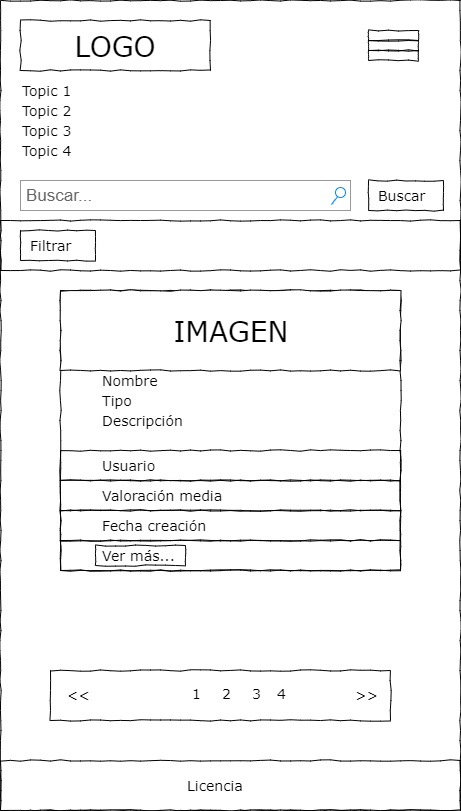 LOGO
Topic 1
Topic 2
Topic 3
Topic 4
Buscar...
Buscar
Filtrar
IMAGEN
Nombre
Tipo
Descripción
Usuario
Valoración media
Fecha creación
Ver más...
<< 1 2 3 4 >>
Licencia